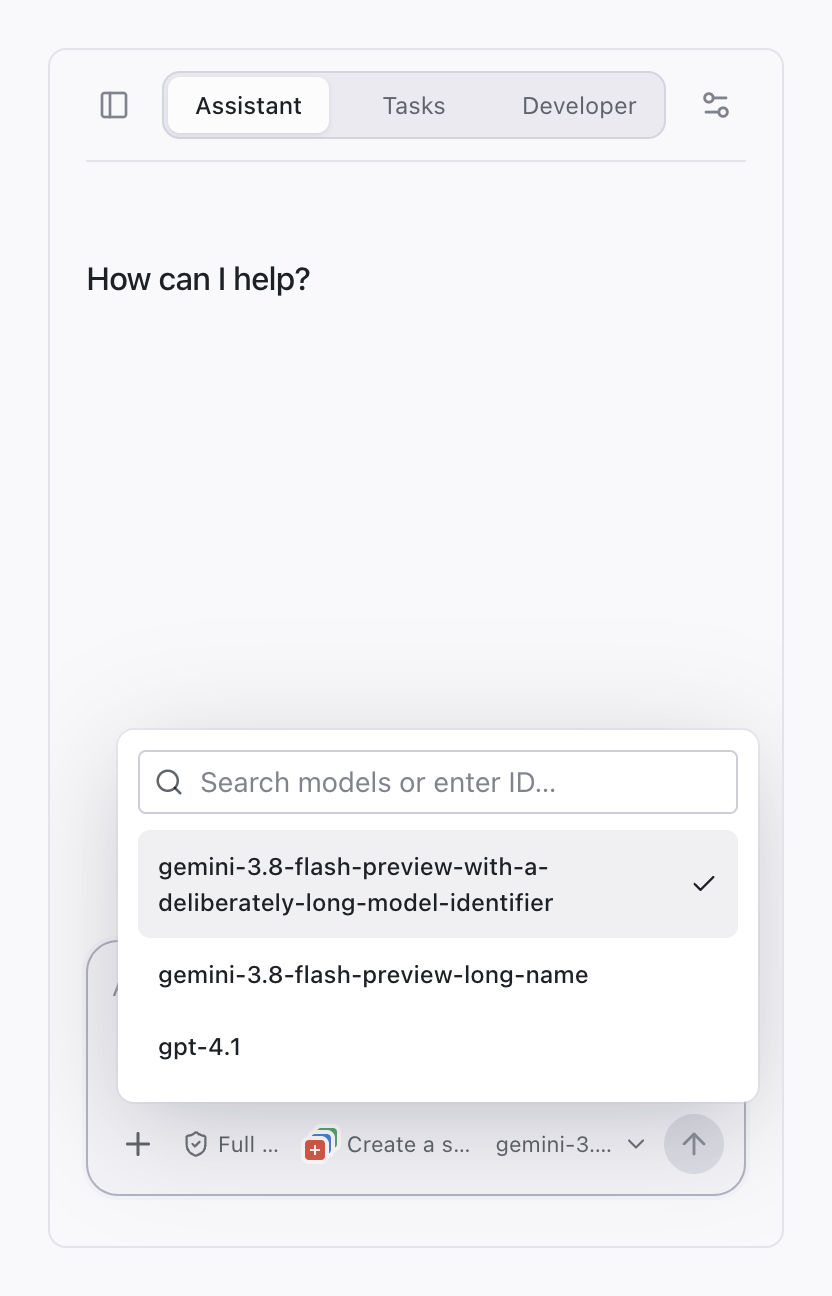 Assistant
Tasks
Developer
How can I help?
Search models or enter ID...
gemini-3.8-flash-preview-with-a-
deliberately-long-model-identifier
gemini-3.8-flash-preview-long-name
gpt-4.1
Full ...
Create a s...
gemini-3....